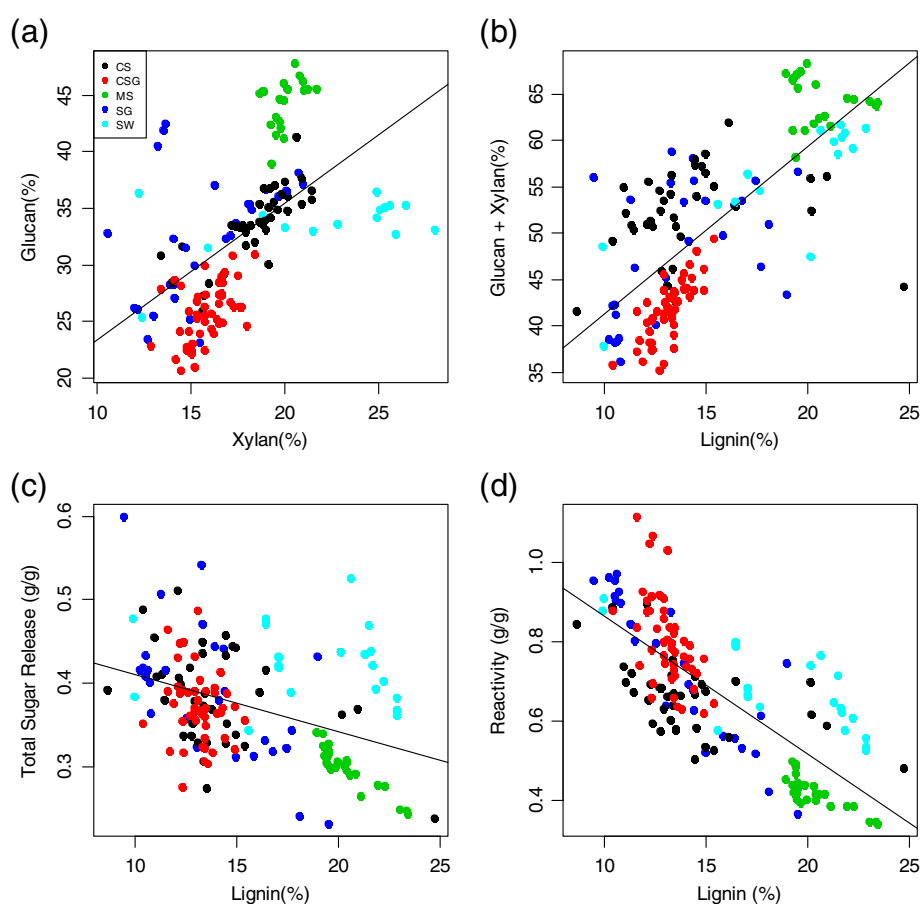 (a)
CS
CSG
MS
SG
SW
20 25 30 35 40 45
Glucan(%)
10 15 20 25
Xylan(%)
(b)
35 40 45 50 55 60 65
Glucan + Xylan(%)
10 15 20 25
Lignin(%)
(c)
0.3 0.4 0.5 0.6
Total Sugar Release (g/g)
10 15 20 25
Lignin(%)
(d)
0.4 0.6 0.8 1.0
Reactivity (g/g)
10 15 20 25
Lignin (%)